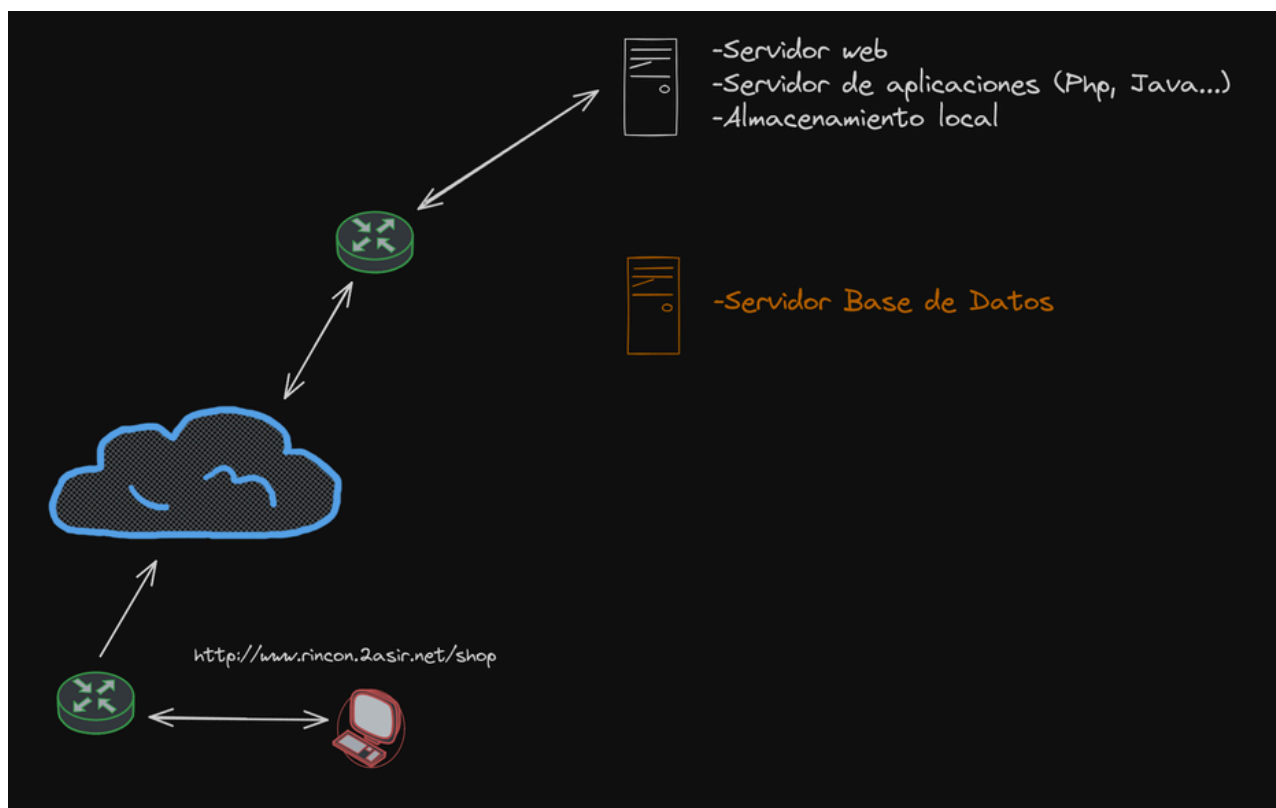 -Servidor web
-Servidor de aplicaciones (Php, Java...)
-Almacenamiento local
-Servidor Base de Datos
http://www.rincon.2asir.net/shop